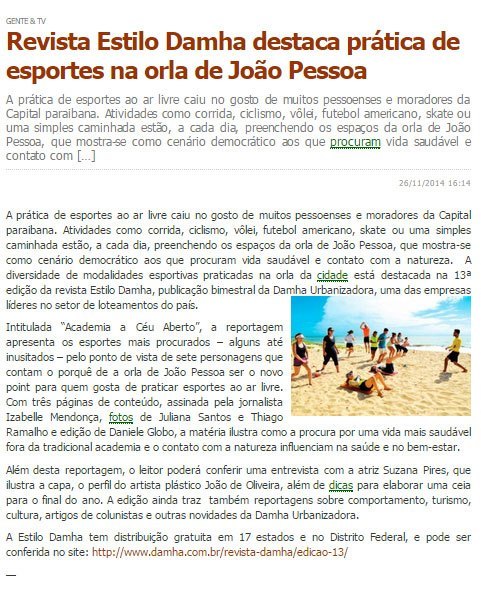 GENTE & TV
Revista Estilo Damha destaca prática de
esportes na orla de João Pessoa
A prática de esportes ao ar livre caiu no gosto de muitos pessoenses e moradores da
Capital paraibana. Atividades como corrida, ciclismo, vôlei, futebol americano, skate ou
uma simples caminhada estão, a cada dia, preenchendo os espaços da orla de João
Pessoa, que mostra-se como cenário democrático aos que procuram vida saudável e
contato com [...]
26/11/2014 16:14
A prática de esportes ao ar livre caiu no gosto de muitos pessoenses e moradores da Capital
paraibana. Atividades como corrida, ciclismo, vôlei, futebol americano, skate ou uma simples
caminhada estão, a cada dia, preenchendo os espaços da orla de João Pessoa, que mostra-se
como cenário democrático aos que procuram vida saudável e contato com a natureza. A
diversidade de modalidades esportivas praticadas na orla da cidade está destacada na 13ª
edição da revista Estilo Damha, publicação bimestral da Damha Urbanizadora, uma das empresas
líderes no setor de loteamentos do país.
Intitulada “Academia a Céu Aberto”, a reportagem
apresenta os esportes mais procurados – alguns até
inusitados – pelo ponto de vista de sete personagens que
contam o porquê de a orla de João Pessoa ser o novo
point para quem gosta de praticar esportes ao ar livre.
Com três páginas de conteúdo, assinada pela jornalista
Izabelle Mendonça, fotos de Juliana Santos e Thiago
Ramalho e edição de Daniele Globo, a matéria ilustra como a procura por uma vida mais saudável
fora da tradicional academia e o contato com a natureza influenciam na saúde e no bem-estar.
Além desta reportagem, o leitor poderá conferir uma entrevista com a atriz Suzana Pires, que
ilustra a capa, o perfil do artista plástico João de Oliveira, além de dicas para elaborar uma ceia
para o final do ano. A edição ainda traz também reportagens sobre comportamento, turismo,
cultura, artigos de colunistas e outras novidades da Damha Urbanizadora.
A Estilo Damha tem distribuição gratuita em 17 estados e no Distrito Federal, e pode ser
conferida no site: http://www.damha.com.br/revista-damha/edicao-13/
—